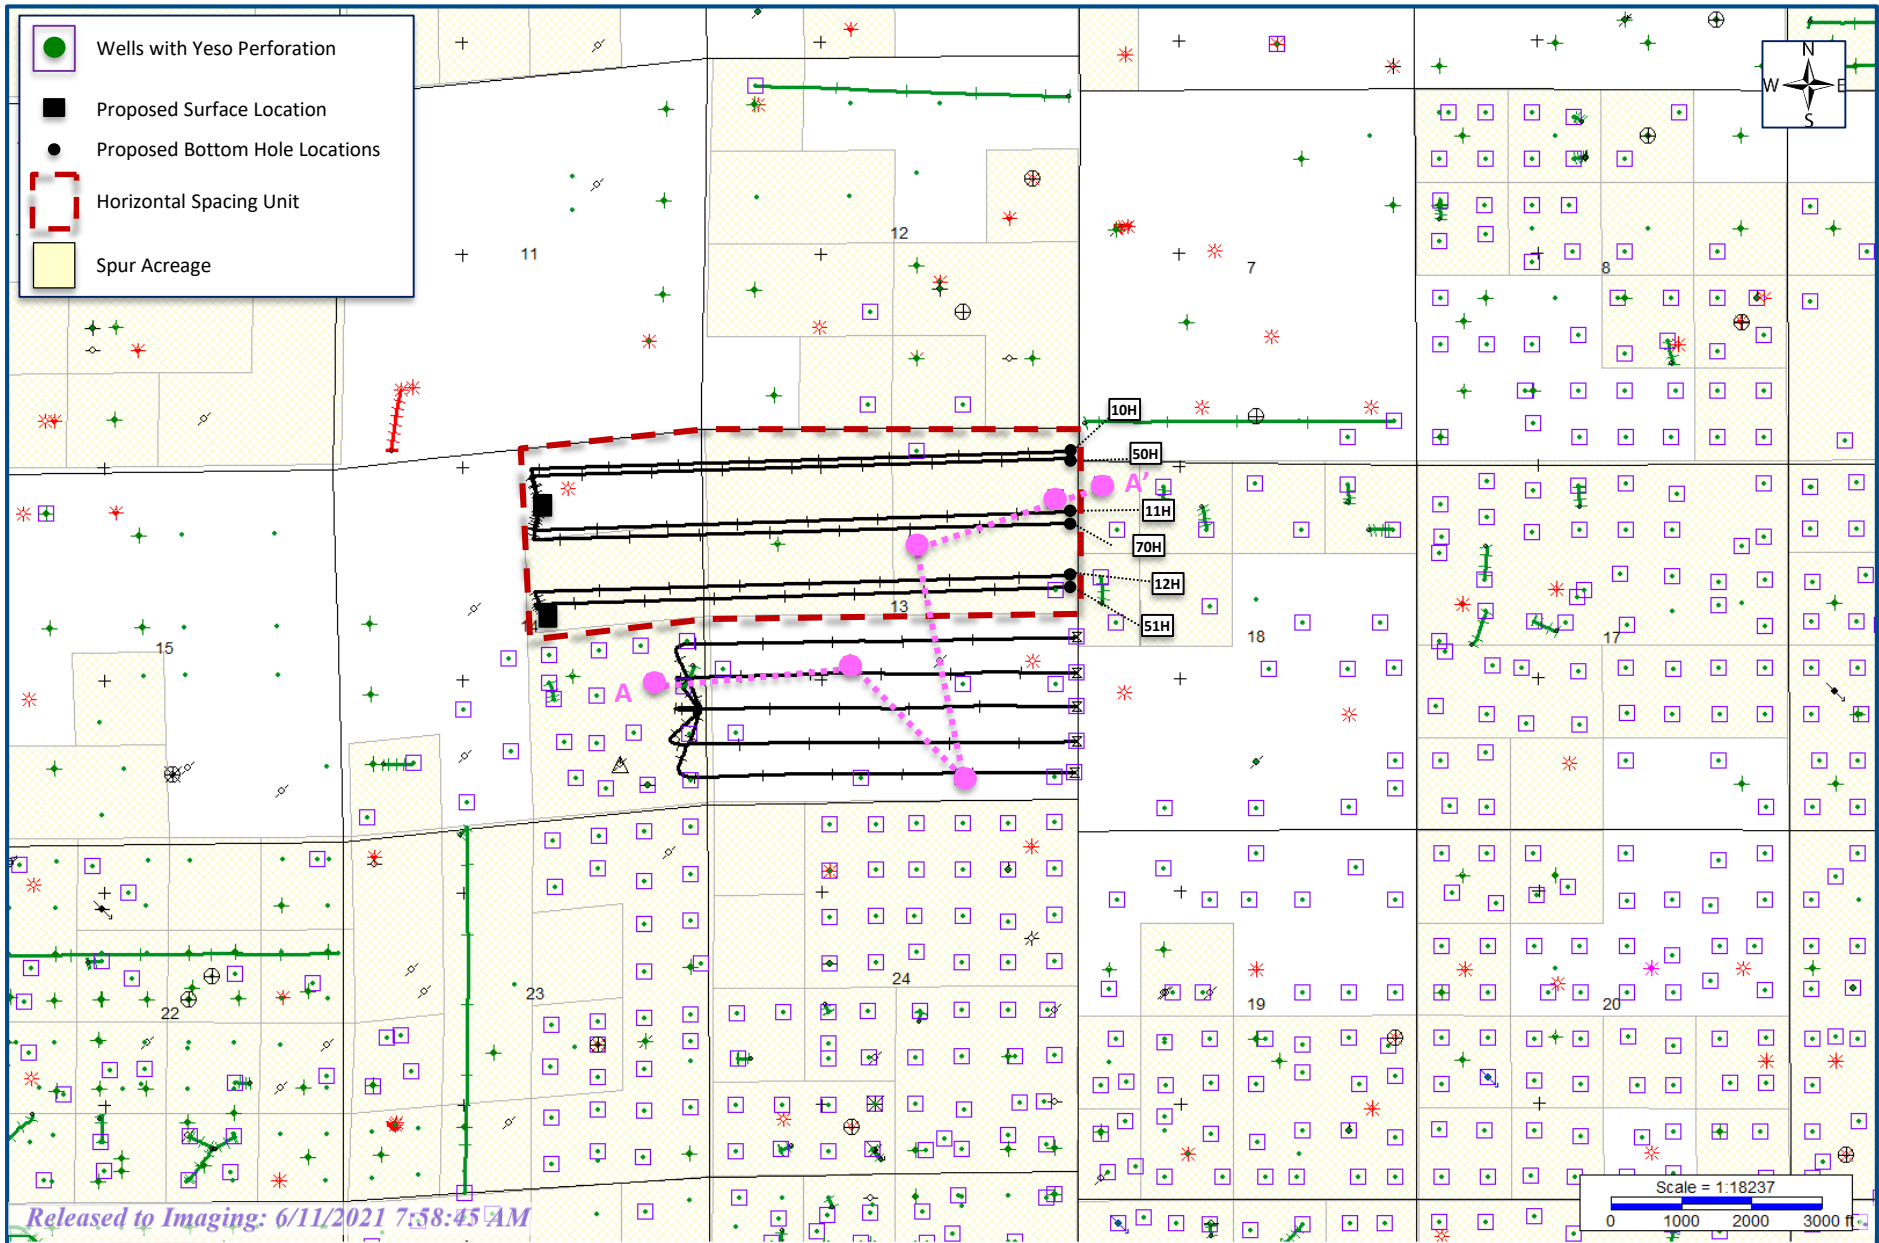 Wells with Yeso Perforation
Proposed Surface Location
Proposed Bottom Hole Locations
Horizontal Spacing Unit
Spur Acreage
N
W E
S
11
12
7
8
10H
50H
A'
11H
70H
12H
51H
13
14
15
18
17
A
24
23
22
19
20
Scale = 1:18237
0 1000 2000 3000 ft
Released to Imaging: 6/11/2021 7:58:45 AM